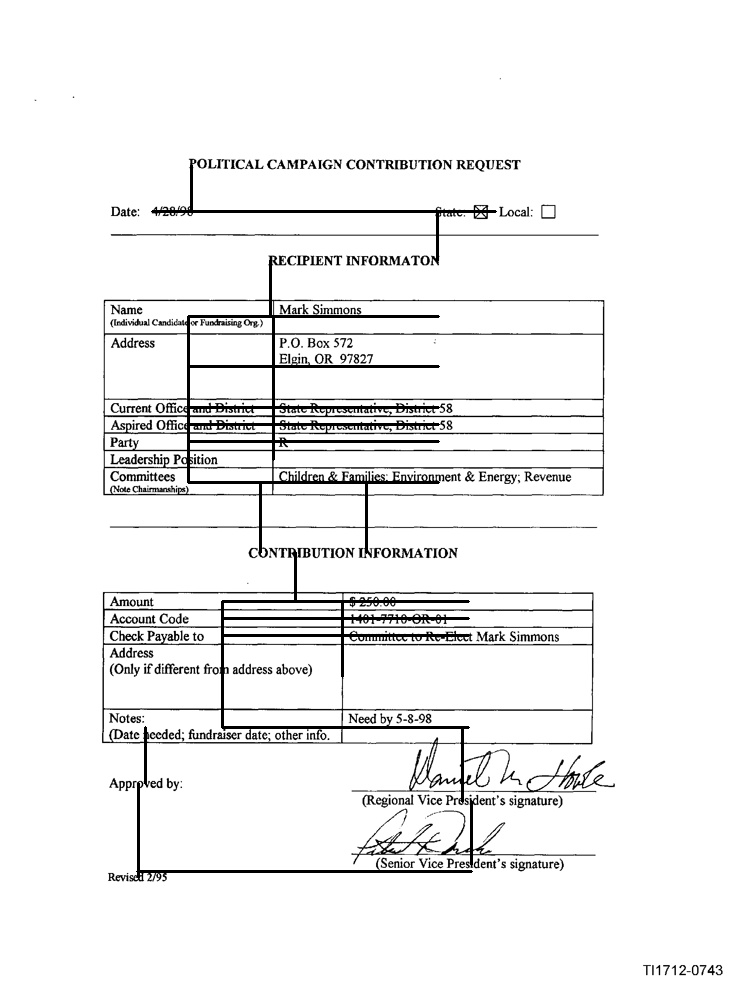 POLITICAL CAMPAIGN CONTRIBUTION REQUEST
Date: 4/28/98 State: Local:
RECIPIENT INFORMATON
Name Mark Simmons
(Individual Candidate or Fundraising Org.)
Address P.O. Box 572
Elgin, OR 97827
Current Office and District State Representative, District 58
Aspired Office and District State Representative, District 58
Party R
Leadership Position
Committees Children & Families; Environment & Energy; Revenue
(Note Chairmanships)
CONTRIBUTION INFORMATION
Amount $ 250.00
Account Code 1401-7710-OR-01
Check Payable to Committee to Re-Elect Mark Simmons
Address
(Only if different from address above)
Notes: Need by 5-8-98
(Date needed; fundraiser date; other info.
Approved by:
(Regional Vice President's signature)
(Senior Vice President's signature)
Revised 2/95
TI1712-0743